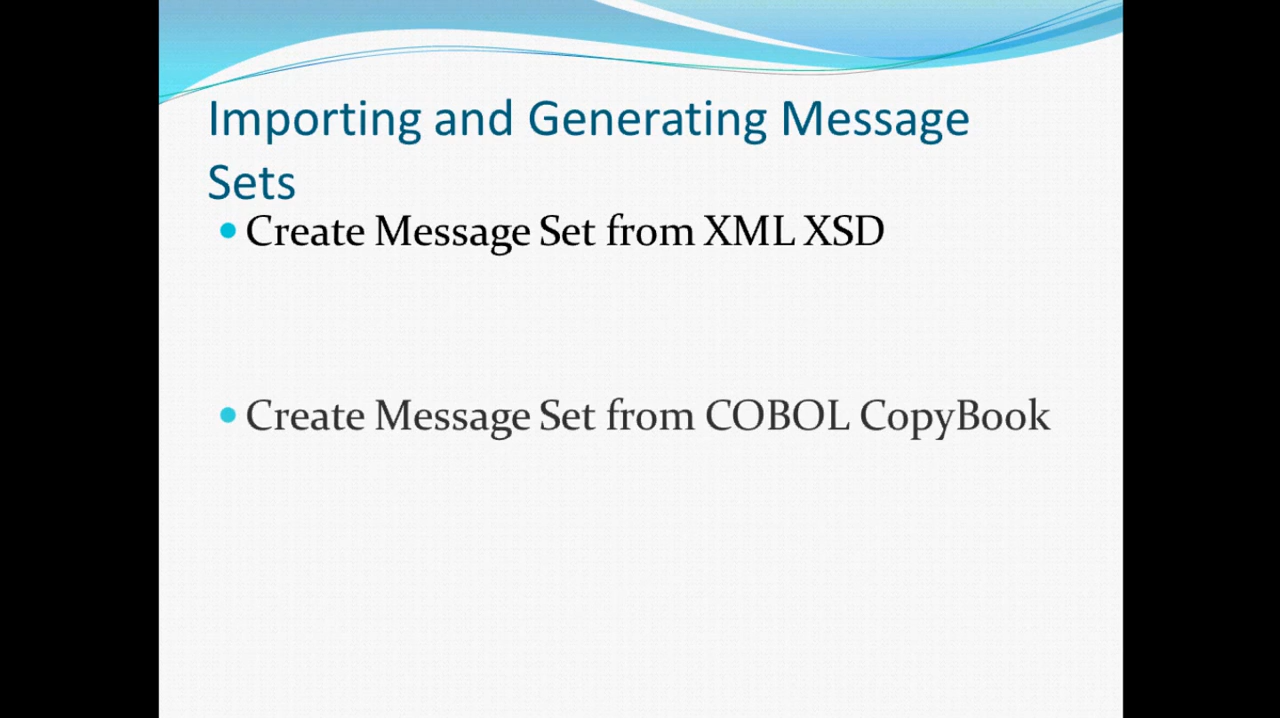 Importing and Generating Message
Sets
Create Message Set from XML XSD
Create Message Set from COBOL CopyBook